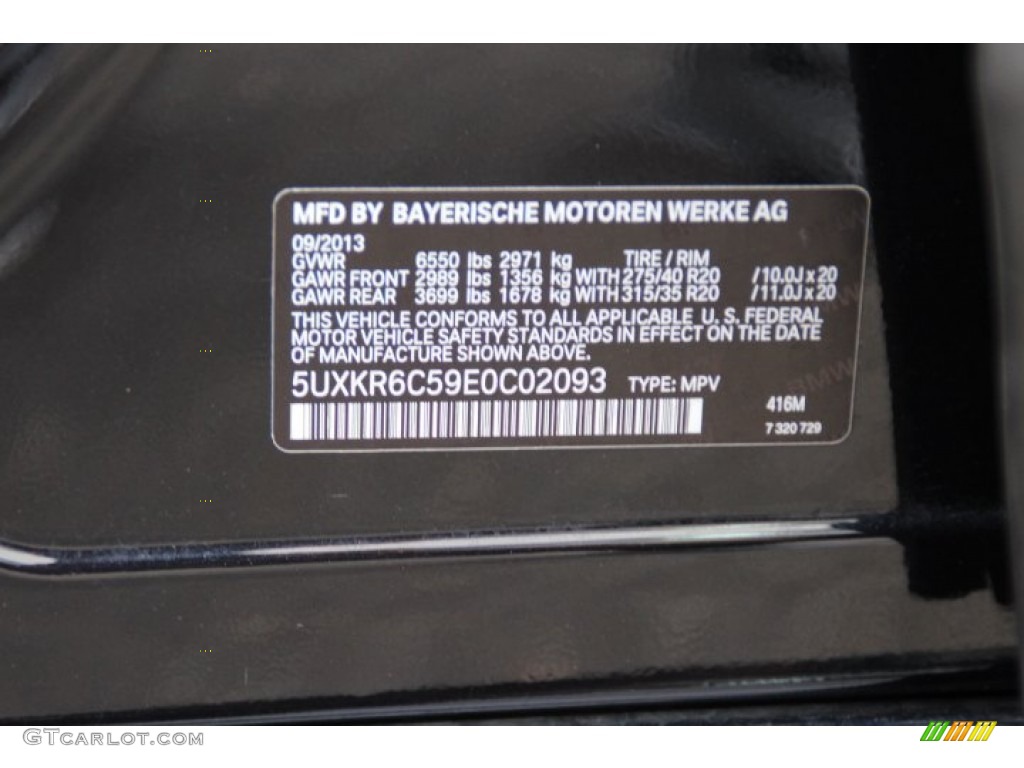 MFD BY BAYERISCHE MOTOREN WERKE AG
09/2013
GVWR 6550 lbs 2971 kg TIRE / RIM
GAWR FRONT 2989 lbs 1356 kg WITH 275/40 R20 /10.0J x 20
GAWR REAR 3699 lbs 1678 kg WITH 315/35 R20 /11.0J x 20
THIS VEHICLE CONFORMS TO ALL APPLICABLE U. S. FEDERAL
MOTOR VEHICLE SAFETY STANDARDS IN EFFECT ON THE DATE
OF MANUFACTURE SHOWN ABOVE.
5UXKR6C59E0C02093 TYPE: MPV
416M
7 320 729
GTCARLOT.COM